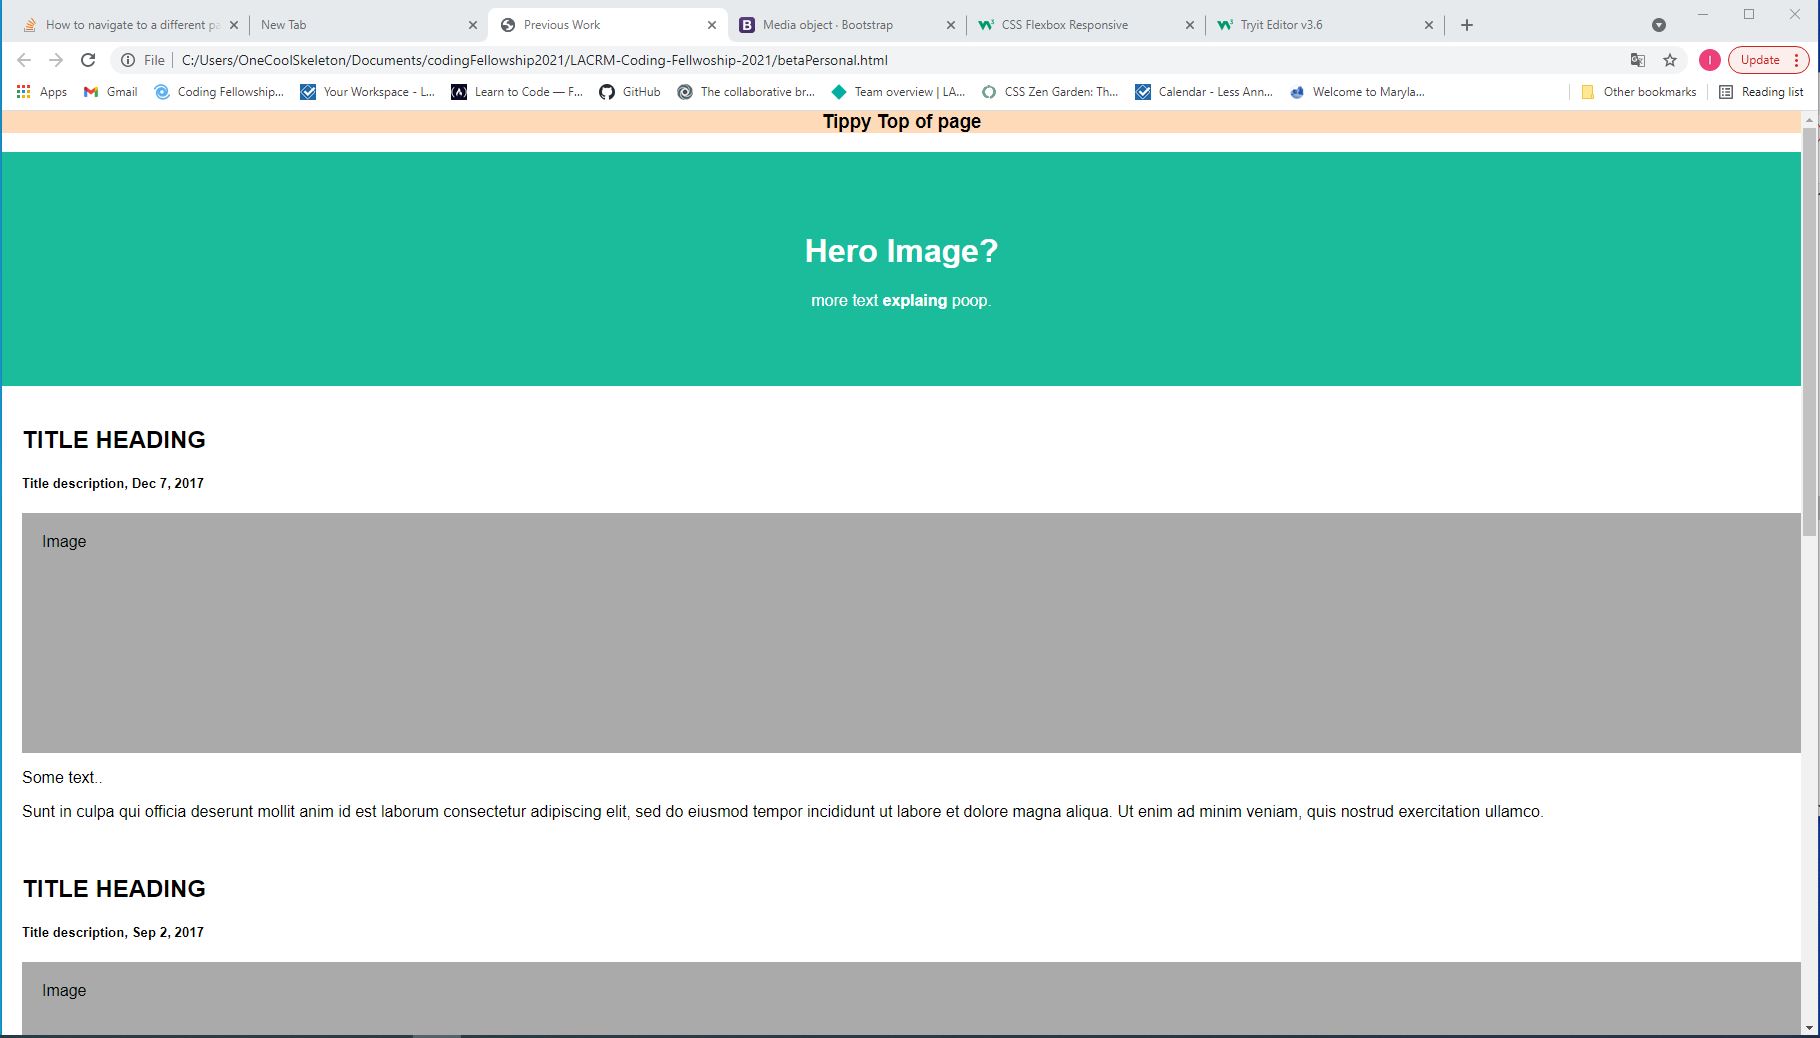 How to navigate to a different pa
New Tab
Previous Work
Media object · Bootstrap
CSS Flexbox Responsive
Tryit Editor v3.6
File C:/Users/OneCoolSkeleton/Documents/codingFellowship2021/LACRM-Coding-Fellwoship-2021/betaPersonal.html
I
Update
Apps
Gmail
Coding Fellowship...
Your Workspace - L...
Learn to Code — F...
GitHub
The collaborative br...
Team overview | LA...
CSS Zen Garden: Th...
Calendar - Less Ann...
Welcome to Maryla...
Other bookmarks
Reading list
Tippy Top of page
Hero Image?
more text explaing poop.
TITLE HEADING
Title description, Dec 7, 2017
Image
Some text..
Sunt in culpa qui officia deserunt mollit anim id est laborum consectetur adipiscing elit, sed do eiusmod tempor incididunt ut labore et dolore magna aliqua. Ut enim ad minim veniam, quis nostrud exercitation ullamco.
TITLE HEADING
Title description, Sep 2, 2017
Image